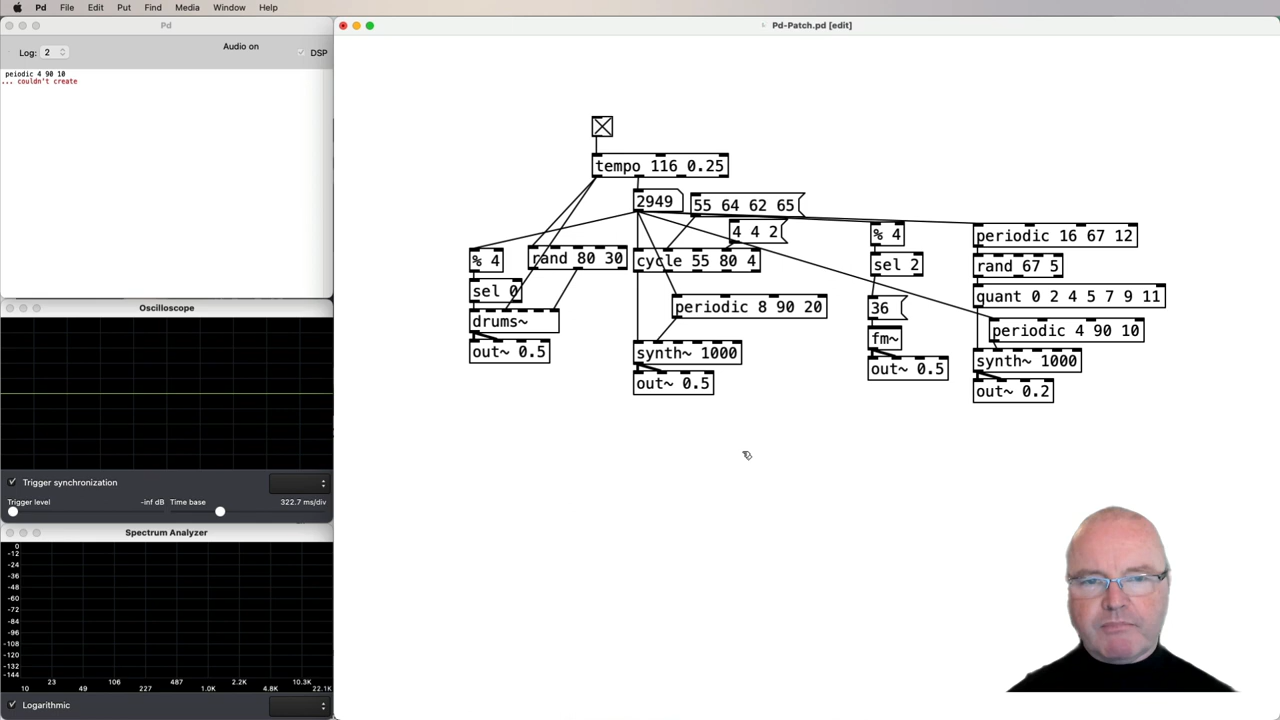 Pd File Edit Put Find Media Window Help
Pd
Log: 2
Audio on
DSP
peiodic 4 90 10
... couldn't create
Oscilloscope
Trigger synchronization
Trigger level
-inf dB
Time base
322.7 ms/div
Spectrum Analyzer
0
-12
-24
-36
-48
-60
-72
-84
-96
-108
-120
-132
-144
10 23 49 106 227 487 1.0K 2.2K 4.8K 10.3K 22.1K
Logarithmic
Pd-Patch.pd [edit]
tempo 116 0.25
2949
55 64 62 65
4 4 2
% 4
rand 80 30
cycle 55 80 4
sel 0
drums~
out~ 0.5
periodic 8 90 20
synth~ 1000
out~ 0.5
% 4
sel 2
36
fm~
out~ 0.5
periodic 16 67 12
rand 67 5
quant 0 2 4 5 7 9 11
periodic 4 90 10
synth~ 1000
out~ 0.2